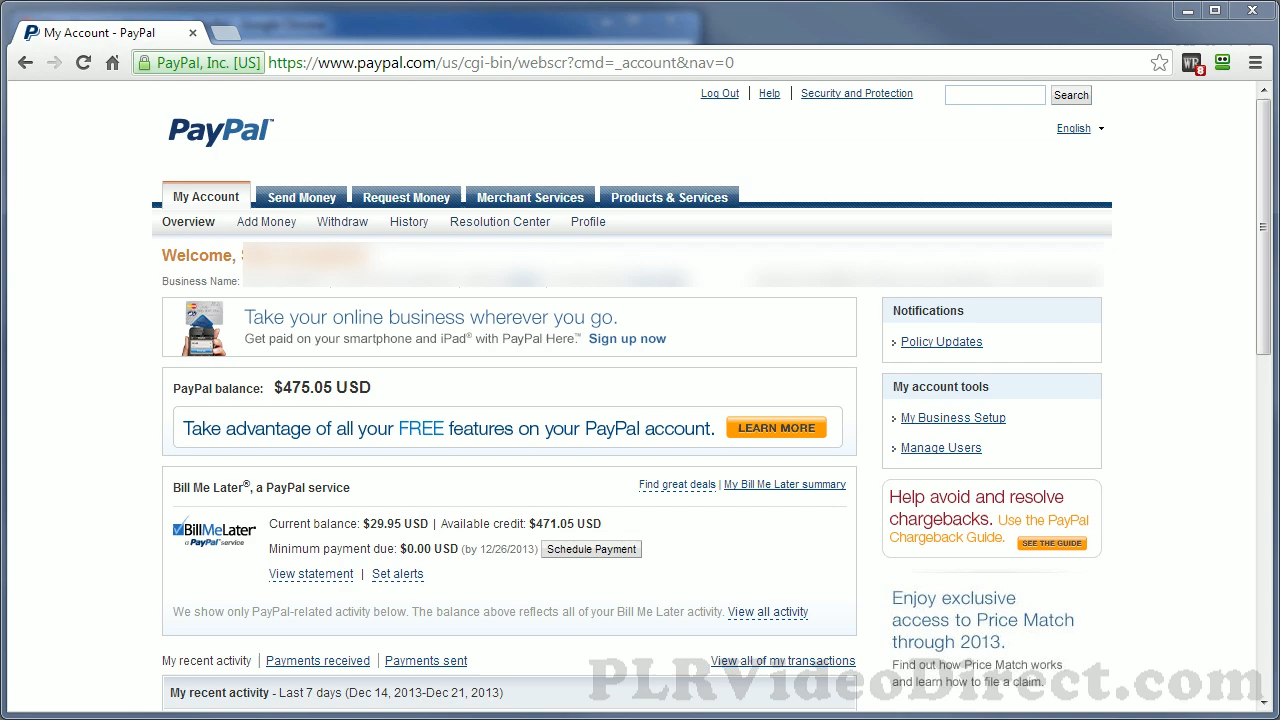 My Account - PayPal
PayPal, Inc. [US] https://www.paypal.com/us/cgi-bin/webscr?cmd=_account&nav=0
WR 8
Log Out | Help | Security and Protection Search
PayPal™
English
My Account Send Money Request Money Merchant Services Products & Services
Overview Add Money Withdraw History Resolution Center Profile
Welcome,
Business Name:
Take your online business wherever you go.
Get paid on your smartphone and iPad® with PayPal Here.™ Sign up now
PayPal balance: $475.05 USD
Take advantage of all your FREE features on your PayPal account. LEARN MORE
Bill Me Later®, a PayPal service
Find great deals | My Bill Me Later summary
BillMeLater®
a PayPal service
Current balance: $29.95 USD | Available credit: $471.05 USD
Minimum payment due: $0.00 USD (by 12/26/2013) Schedule Payment
View statement | Set alerts
We show only PayPal-related activity below. The balance above reflects all of your Bill Me Later activity. View all activity
My recent activity | Payments received | Payments sent
View all of my transactions
My recent activity - Last 7 days (Dec 14, 2013-Dec 21, 2013)
Notifications
Policy Updates
My account tools
My Business Setup
Manage Users
Help avoid and resolve
chargebacks. Use the PayPal
Chargeback Guide. SEE THE GUIDE
Enjoy exclusive
access to Price Match
through 2013.
Find out how Price Match works
and learn how to file a claim.
PLRVideoDirect.com